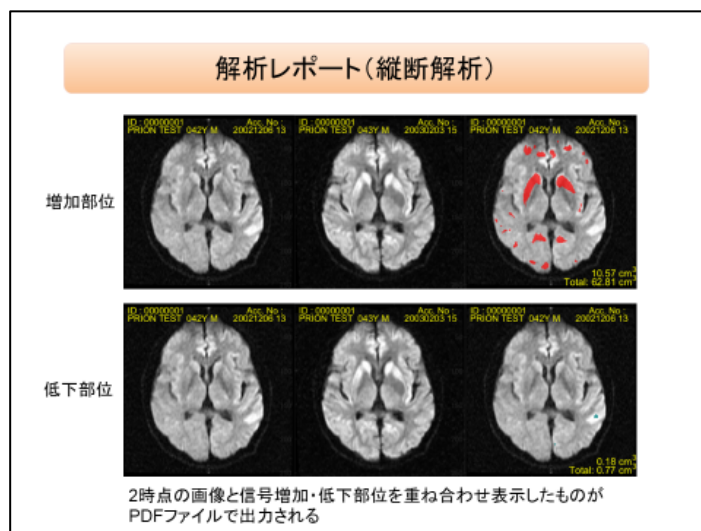 解析レポート（縦断解析）
ID : 00000001 Acc. No :
PRION TEST 042Y M 20021206 13
ID : 00000001 Acc. No :
PRION TEST 043Y M 20030203 15
ID : 00000001 Acc. No :
PRION TEST 042Y M 20021206 13
増加部位
10.57 cm³
Total: 62.81 cm³
ID : 00000001 Acc. No :
PRION TEST 042Y M 20021206 13
ID : 00000001 Acc. No :
PRION TEST 043Y M 20030203 15
ID : 00000001 Acc. No :
PRION TEST 042Y M 20021206 13
低下部位
0.18 cm³
Total: 0.77 cm³
2時点の画像と信号増加・低下部位を重ね合わせ表示したものが
PDFファイルで出力される